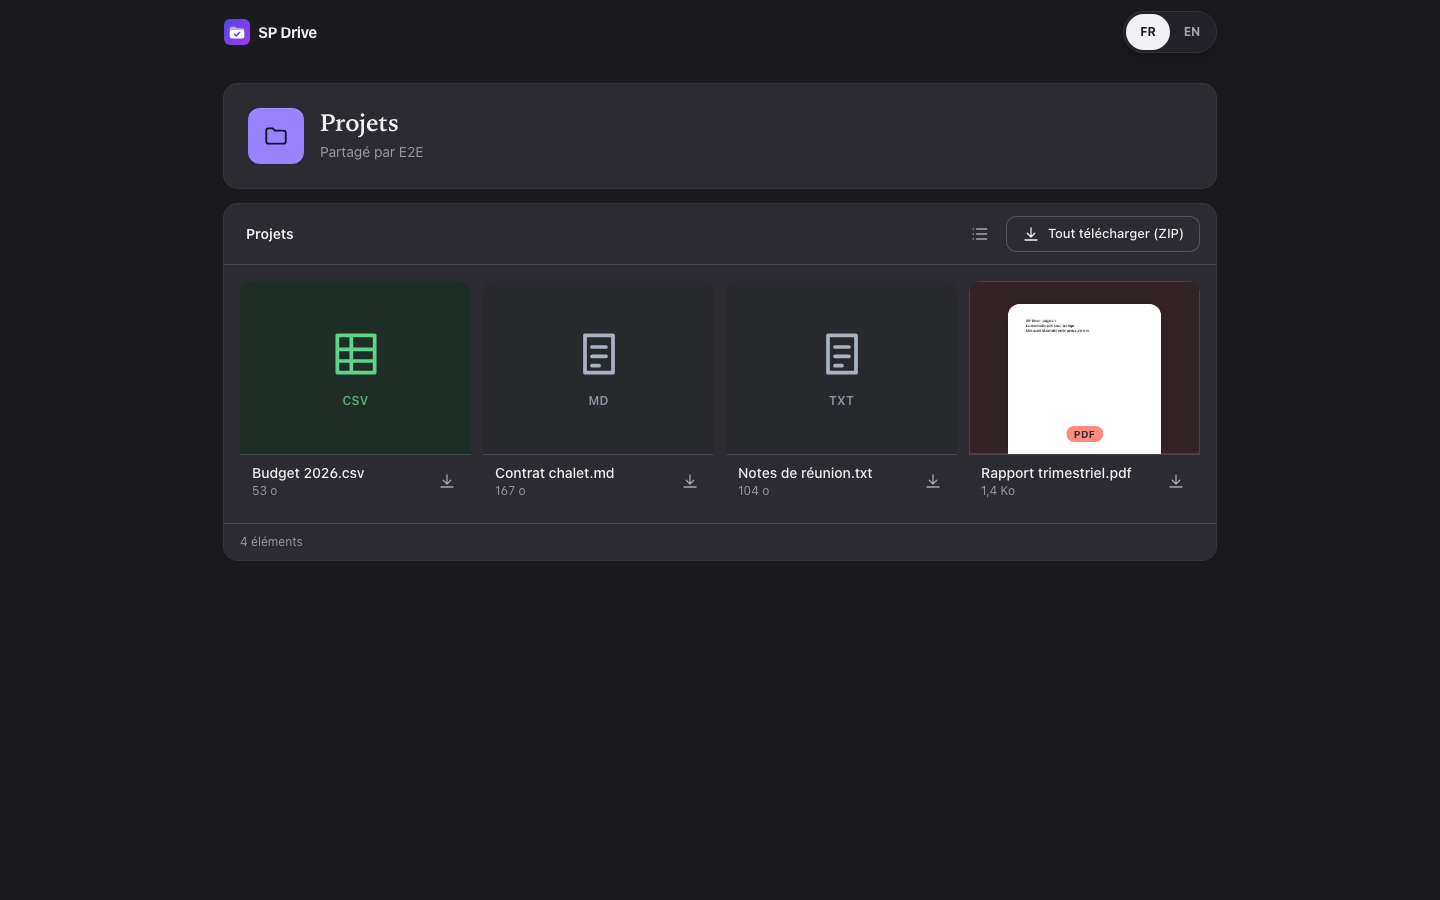 SP Drive
FR
EN
Projets
Partagé par E2E
Projets
Tout télécharger (ZIP)
CSV
MD
TXT
PDF
Budget 2026.csv
53 o
Contrat chalet.md
167 o
Notes de réunion.txt
104 o
Rapport trimestriel.pdf
1,4 Ko
4 éléments